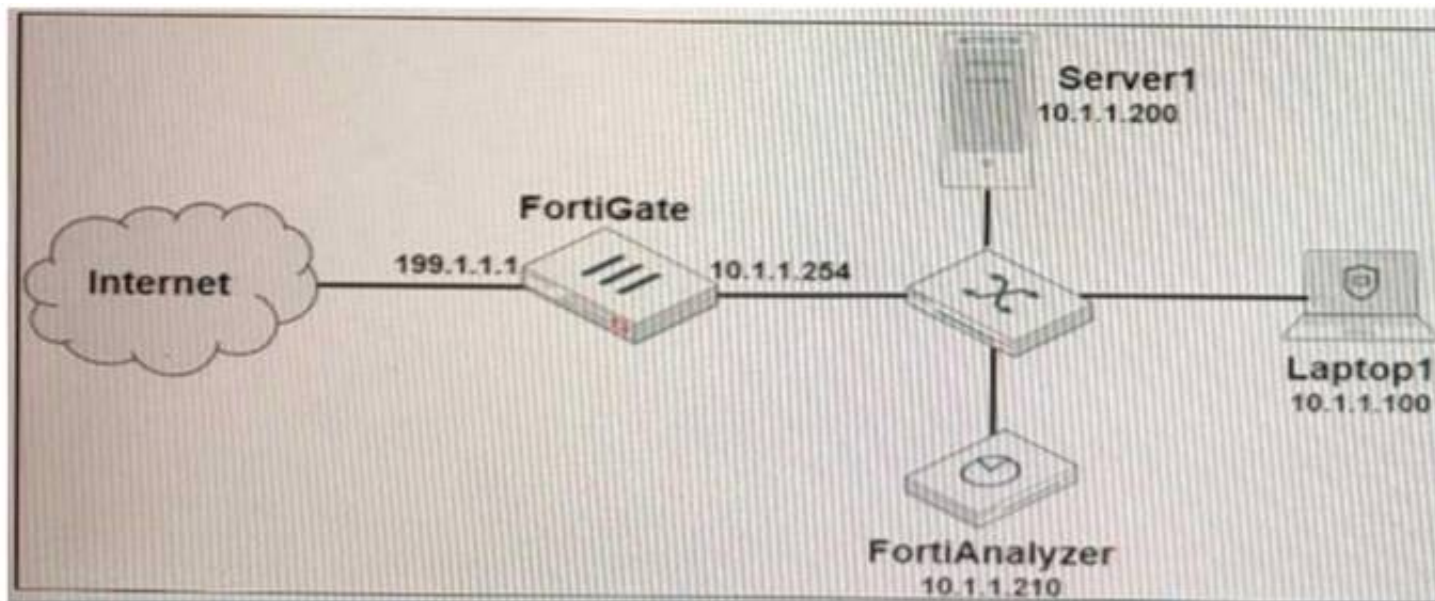 Server1
10.1.1.200
FortiGate
199.1.1.1
10.1.1.254
Internet
Laptop1
10.1.1.100
FortiAnalyzer
10.1.1.210